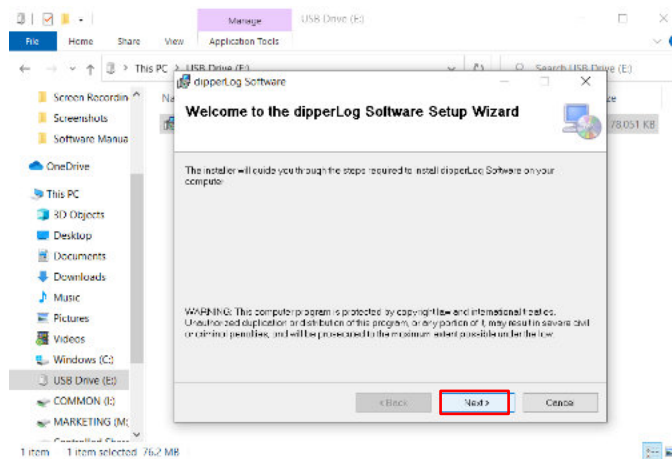 Manage
USB Drive (E:)
File
Home
Share
View
Application Tools
This PC > USB Drive (E:)
Search USB Drive (E:)
Screen Recordin
Screenshots
Software Manua
OneDrive
This PC
3D Objects
Desktop
Documents
Downloads
Music
Pictures
Videos
Windows (C:)
USB Drive (E:)
COMMON (I:)
MARKETING (M:
Na
ze
78,051 KB
dipperLog Software
Welcome to the dipperLog Software Setup Wizard
The installer will guide you through the steps required to install dipperLog Software on your
computer.
WARNING: This computer program is protected by copyright law and international treaties.
Unauthorized duplication or distribution of this program, or any portion of it, may result in severe civil
or criminal penalties, and will be prosecuted to the maximum extent possible under the law.
< Back
Next >
Cancel
1 item
1 item selected
76.2 MB